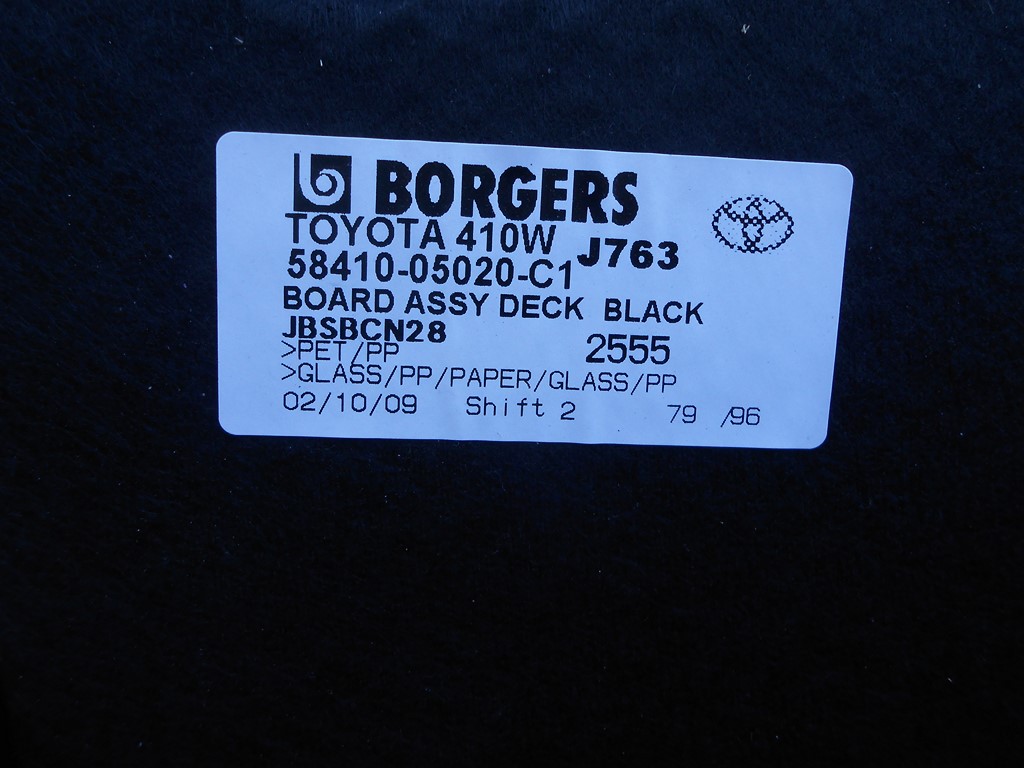 BORGERS
TOYOTA 410W J763
58410-05020-C1
BOARD ASSY DECK BLACK
JBSBCN28
>PET/PP 2555
>GLASS/PP/PAPER/GLASS/PP
02/10/09 Shift 2 79 /96